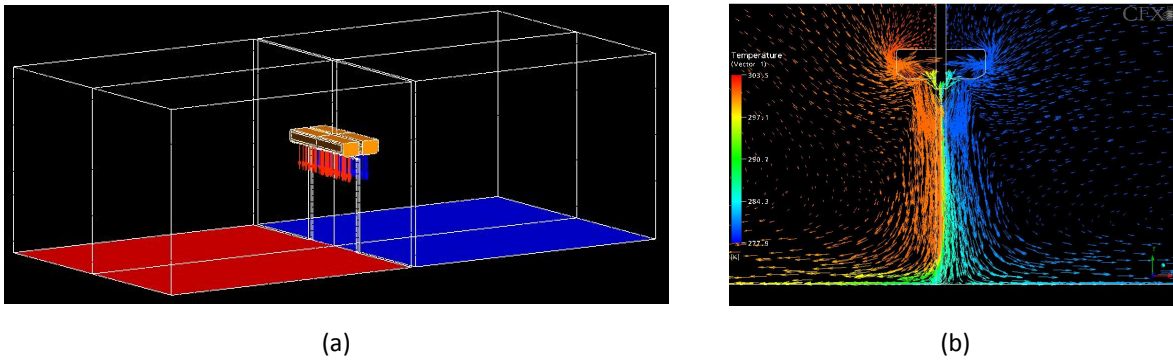 CFX
Temperature
(Vector 1)
303.5
297.1
290.7
284.3
277.9
[K]
(a)
(b)